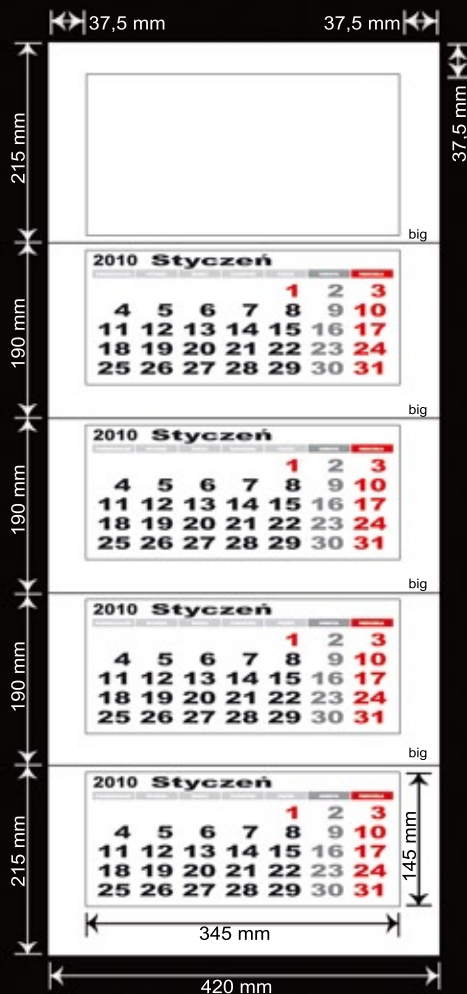 37,5 mm 37,5 mm
37,5 mm
215 mm
big
190 mm
2010 Styczeń
1 2 3
4 5 6 7 8 9 10
11 12 13 14 15 16 17
18 19 20 21 22 23 24
25 26 27 28 29 30 31
big
190 mm
2010 Styczeń
1 2 3
4 5 6 7 8 9 10
11 12 13 14 15 16 17
18 19 20 21 22 23 24
25 26 27 28 29 30 31
big
190 mm
2010 Styczeń
1 2 3
4 5 6 7 8 9 10
11 12 13 14 15 16 17
18 19 20 21 22 23 24
25 26 27 28 29 30 31
big
215 mm
2010 Styczeń
1 2 3
4 5 6 7 8 9 10
11 12 13 14 15 16 17
18 19 20 21 22 23 24
25 26 27 28 29 30 31
145 mm
345 mm
420 mm